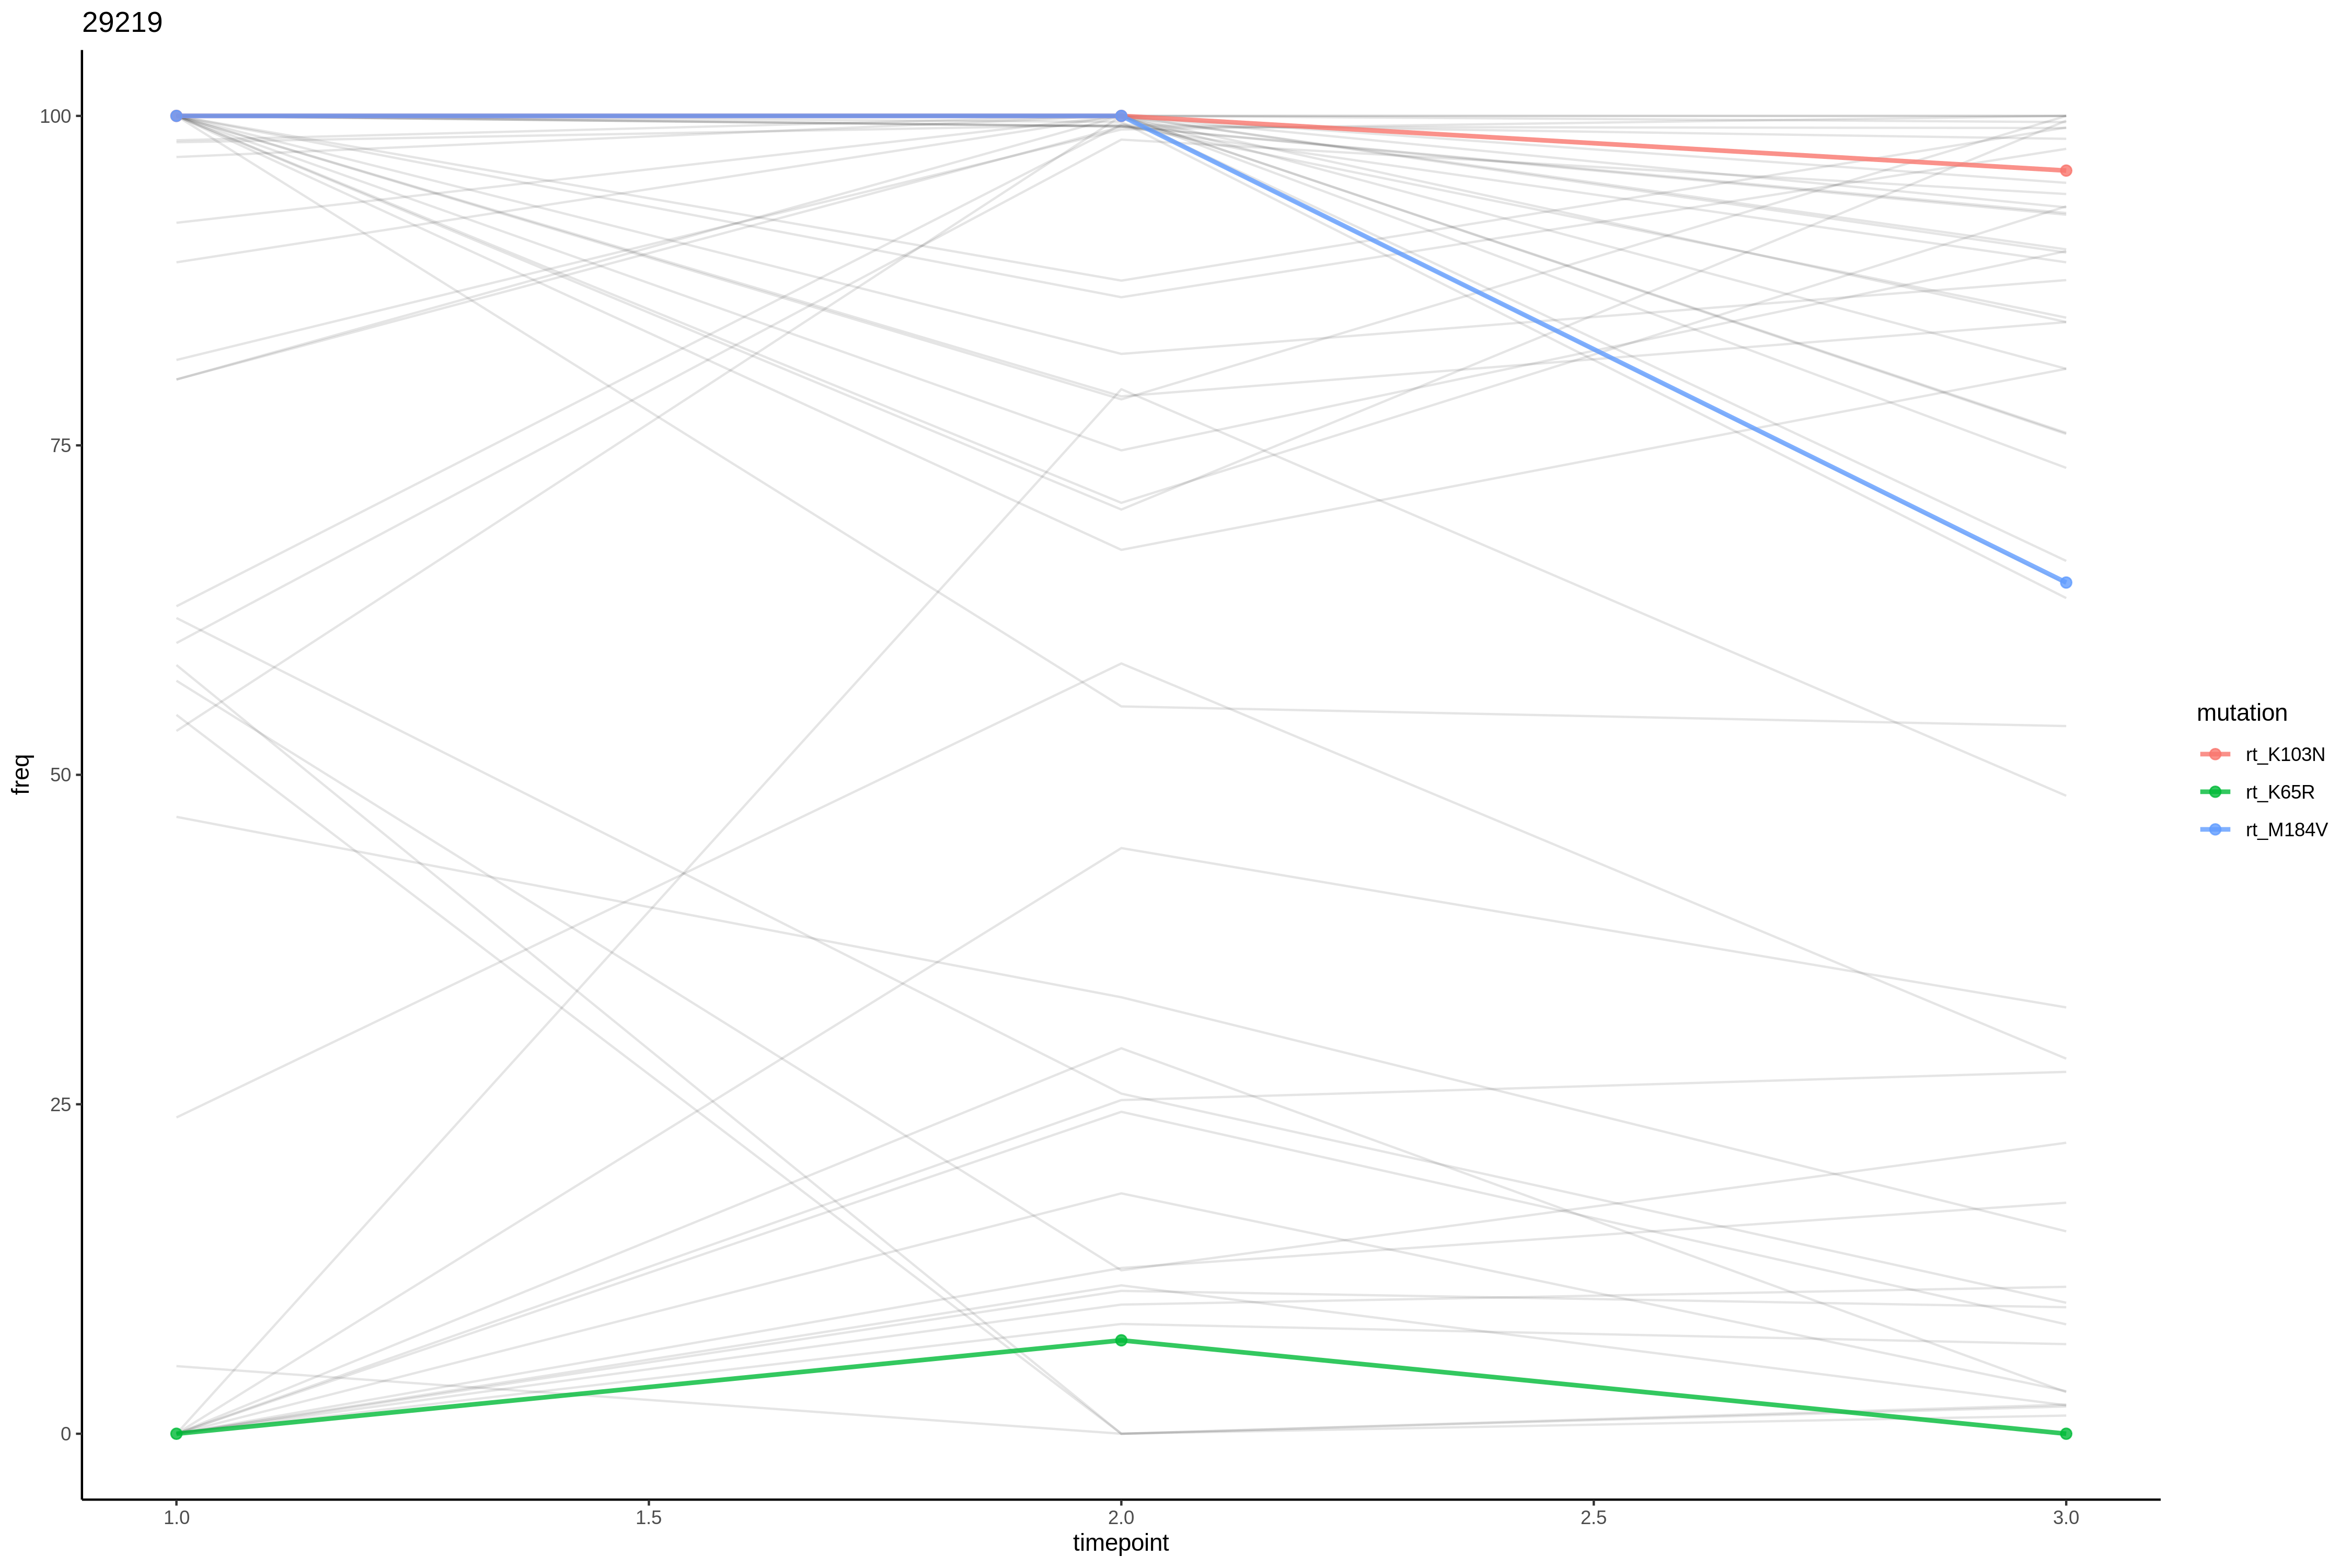 29219
100
75
50
25
0
freq
1.0 1.5 2.0 2.5 3.0
timepoint
mutation
rt_K103N
rt_K65R
rt_M184V